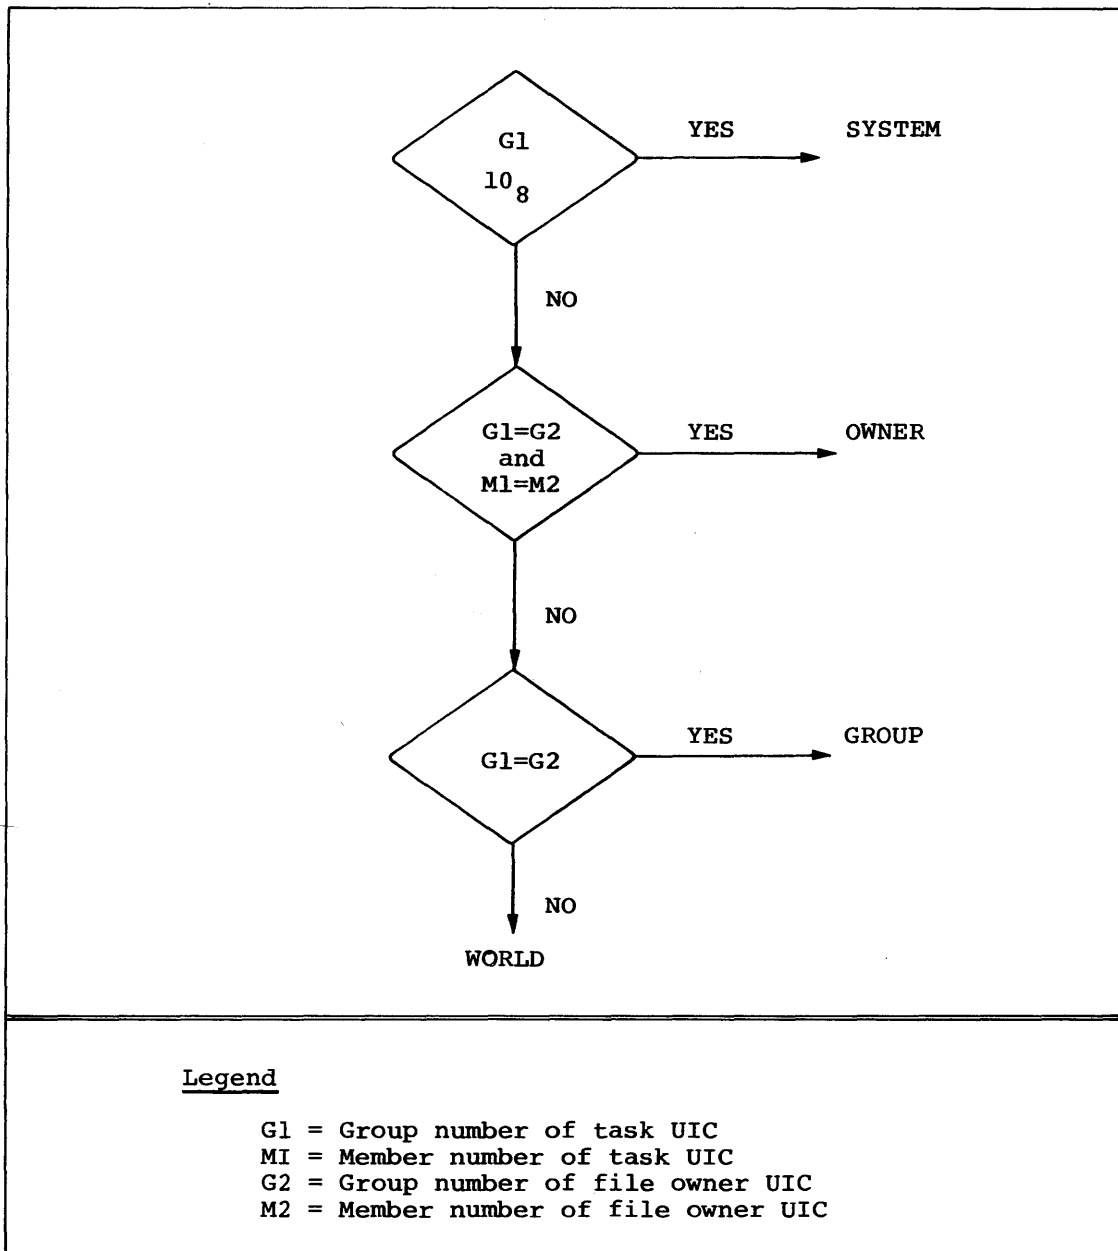 G1
10 8
YES
SYSTEM
NO
G1=G2
and
M1=M2
YES
OWNER
NO
G1=G2
YES
GROUP
NO
WORLD
Legend
G1 = Group number of task UIC
MI = Member number of task UIC
G2 = Group number of file owner UIC
M2 = Member number of file owner UIC